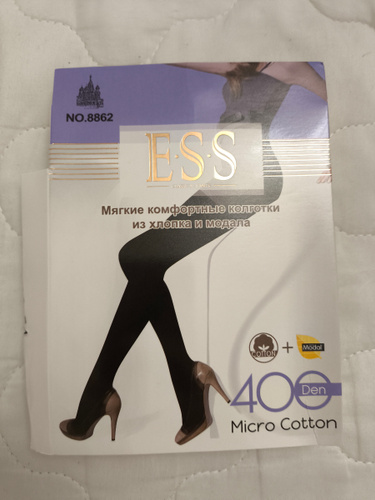 NO.8862
E·S·S
Мягкие комфортные колготки
из хлопка и модала
COTTON
+
Modal
400
Den
Micro Cotton